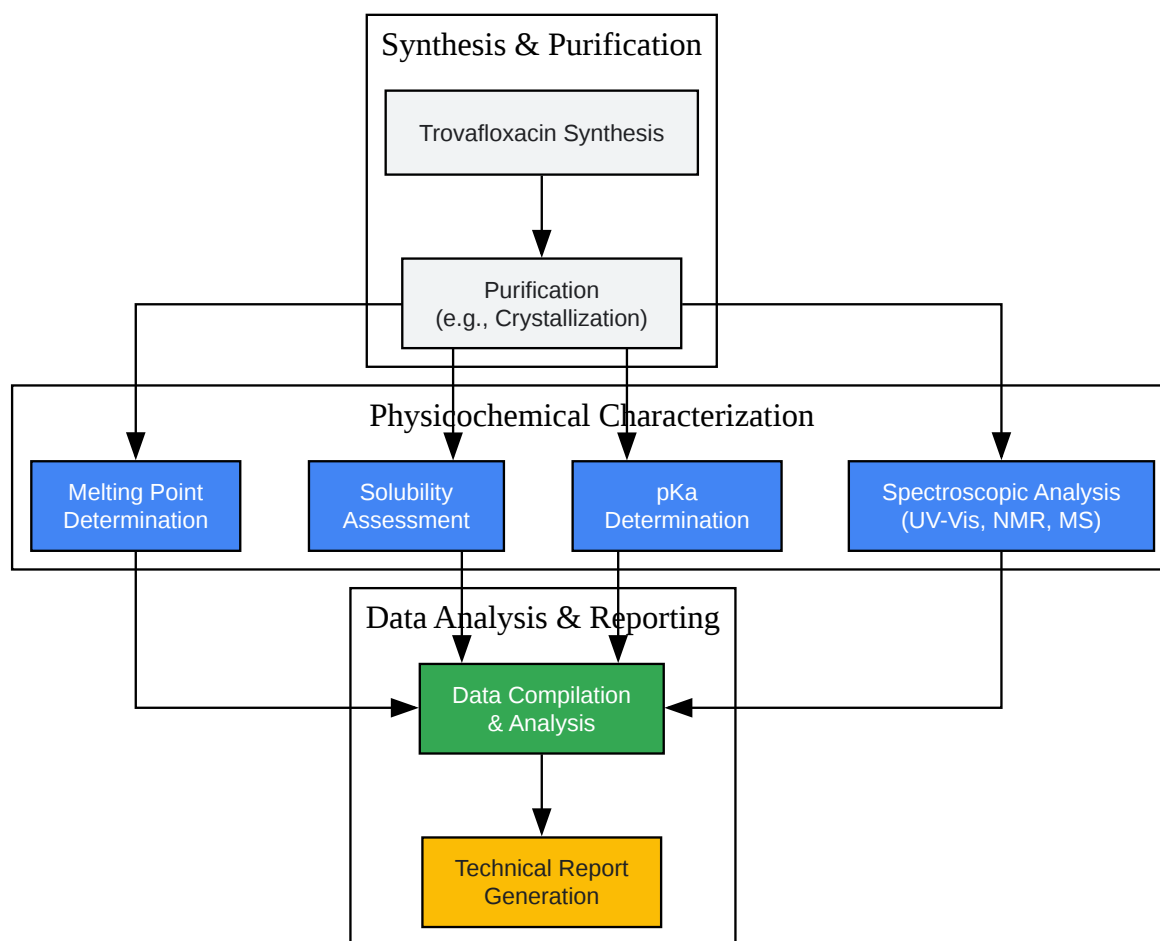 Synthesis & Purification
Trovafloxacin Synthesis
Purification
(e.g., Crystallization)
Physicochemical Characterization
Melting Point
Determination
Solubility
Assessment
pKa
Determination
Spectroscopic Analysis
(UV-Vis, NMR, MS)
Data Analysis & Reporting
Data Compilation
& Analysis
Technical Report
Generation